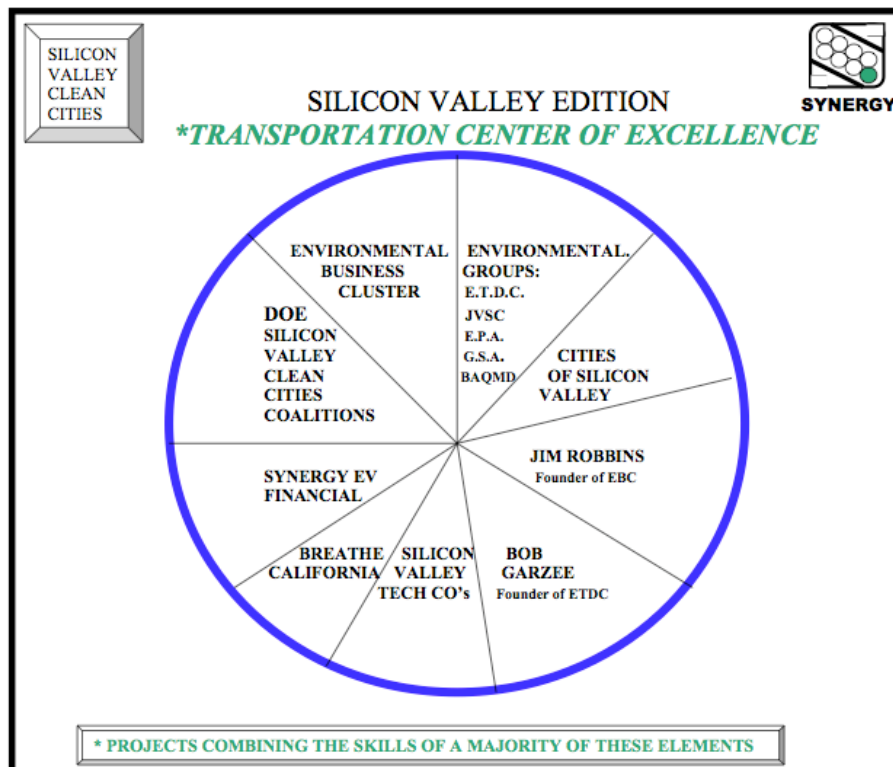 SILICON
VALLEY
CLEAN
CITIES
SYNERGY
SILICON VALLEY EDITION
*TRANSPORTATION CENTER OF EXCELLENCE
ENVIRONMENTAL
BUSINESS
CLUSTER
ENVIRONMENTAL.
GROUPS:
E.T.D.C.
JVSC
E.P.A.
G.S.A.
BAQMD
CITIES
OF SILICON
VALLEY
JIM ROBBINS
Founder of EBC
BOB
GARZEE
Founder of ETDC
SILICON
VALLEY
TECH CO's
BREATHE
CALIFORNIA
SYNERGY EV
FINANCIAL
DOE
SILICON
VALLEY
CLEAN
CITIES
COALITIONS
* PROJECTS COMBINING THE SKILLS OF A MAJORITY OF THESE ELEMENTS